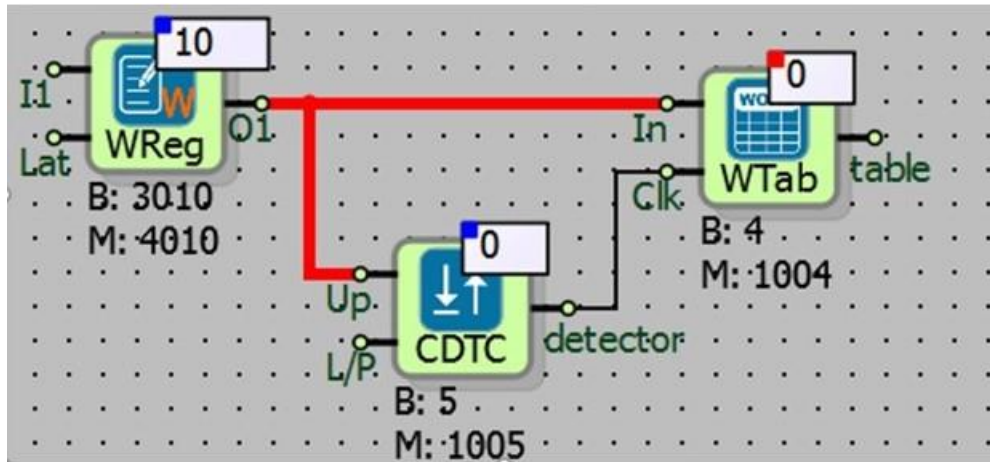 10
I1
O1
Lat
W
WReg
B: 3010
M: 4010
0
In
WO
Clk
WTab
table
B: 4
M: 1004
0
Up
detector
L/P
CDTC
B: 5
M: 1005